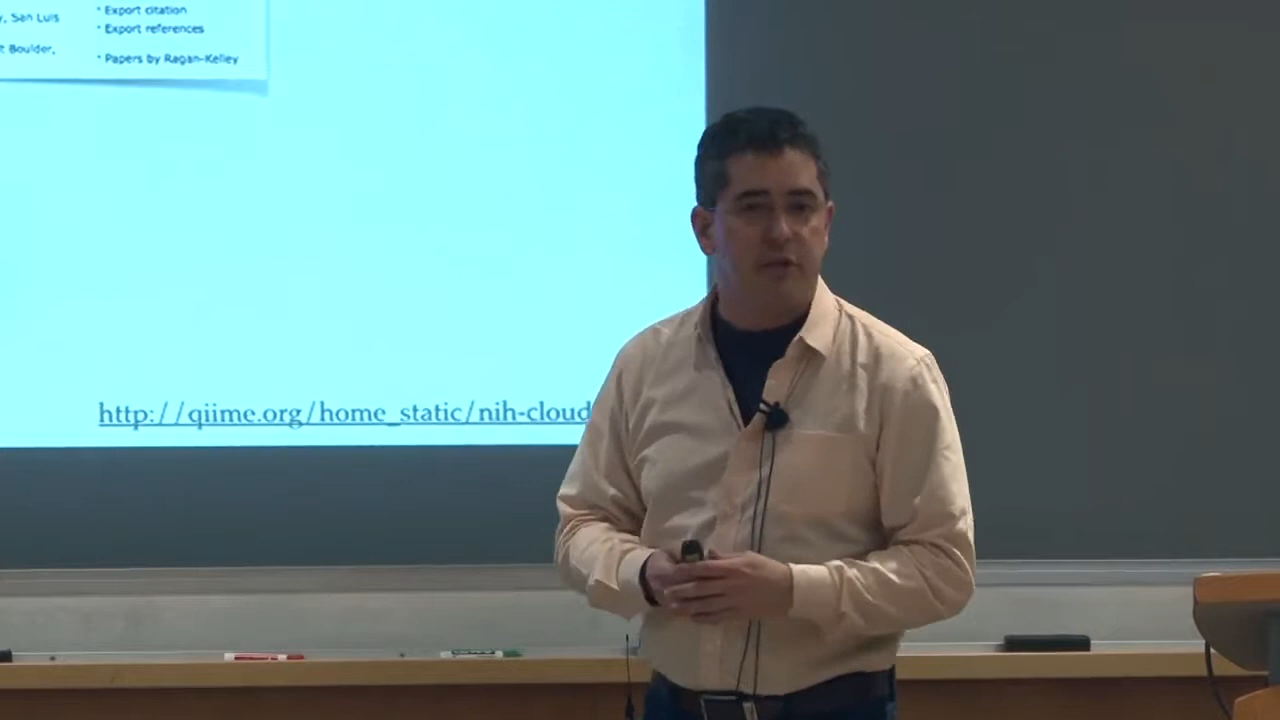 • Export citation
y, San Luis
• Export references
t Boulder,
• Papers by Ragan-Kelley
http://qiime.org/home_static/nih-cloud